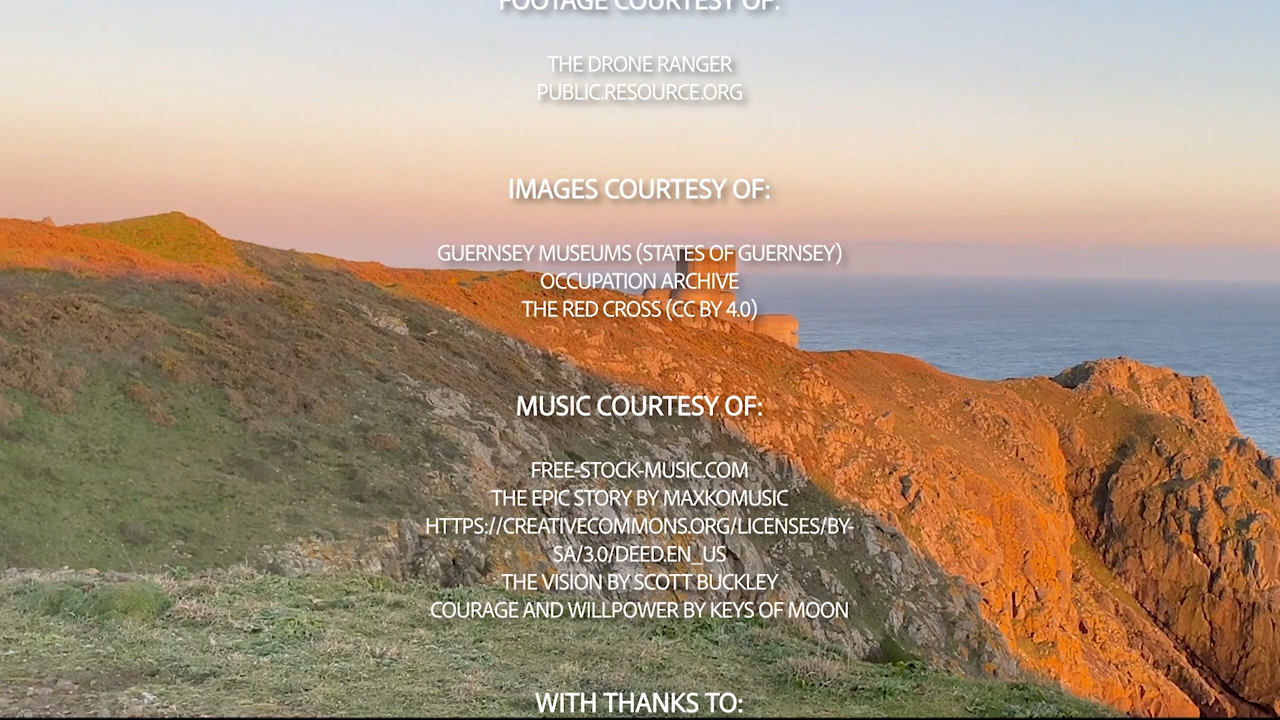 FOOTAGE COURTESY OF:
THE DRONE RANGER
PUBLIC.RESOURCE.ORG
IMAGES COURTESY OF:
GUERNSEY MUSEUMS (STATES OF GUERNSEY)
OCCUPATION ARCHIVE
THE RED CROSS (CC BY 4.0)
MUSIC COURTESY OF:
FREE-STOCK-MUSIC.COM
THE EPIC STORY BY MAXKOMUSIC
HTTPS://CREATIVECOMMONS.ORG/LICENSES/BY-
SA/3.0/DEED.EN_US
THE VISION BY SCOTT BUCKLEY
COURAGE AND WILLPOWER BY KEYS OF MOON
WITH THANKS TO: